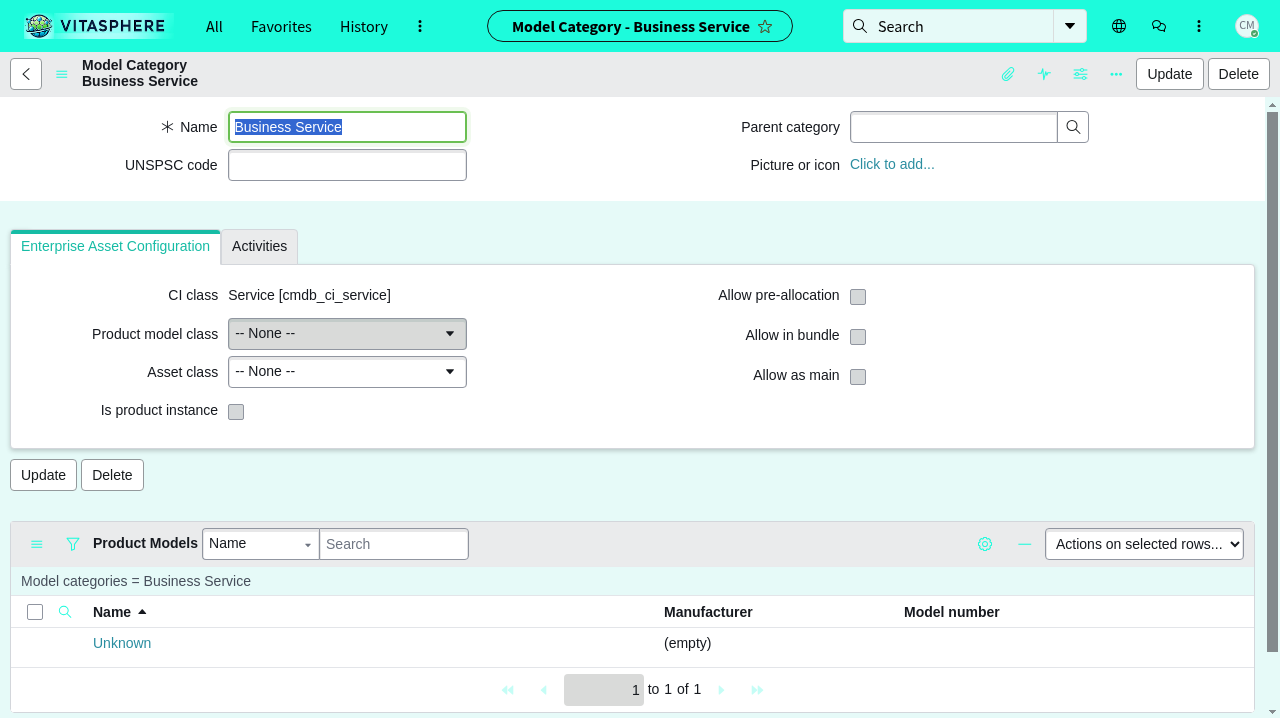 VITASPHERE All Favorites History Model Category - Business Service Search CM
Model Category
Business Service
Update Delete
Name Business Service
Parent category
UNSPSC code
Picture or icon Click to add...
Enterprise Asset Configuration Activities
CI class Service [cmdb_ci_service]
Allow pre-allocation
Product model class -- None --
Allow in bundle
Asset class -- None --
Allow as main
Is product instance
Update Delete
Product Models Name Search Actions on selected rows...
Model categories = Business Service
Name Manufacturer Model number
Unknown (empty)
1 to 1 of 1